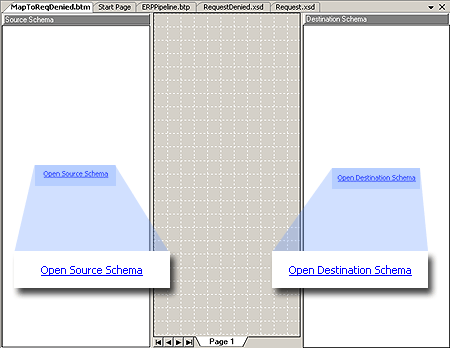 MapToReqDenied.btm Start Page ERPPipeline.btp RequestDenied.xsd Request.xsd
Source Schema Destination Schema
Open Source Schema Open Destination Schema
Open Source Schema Open Destination Schema
Page 1